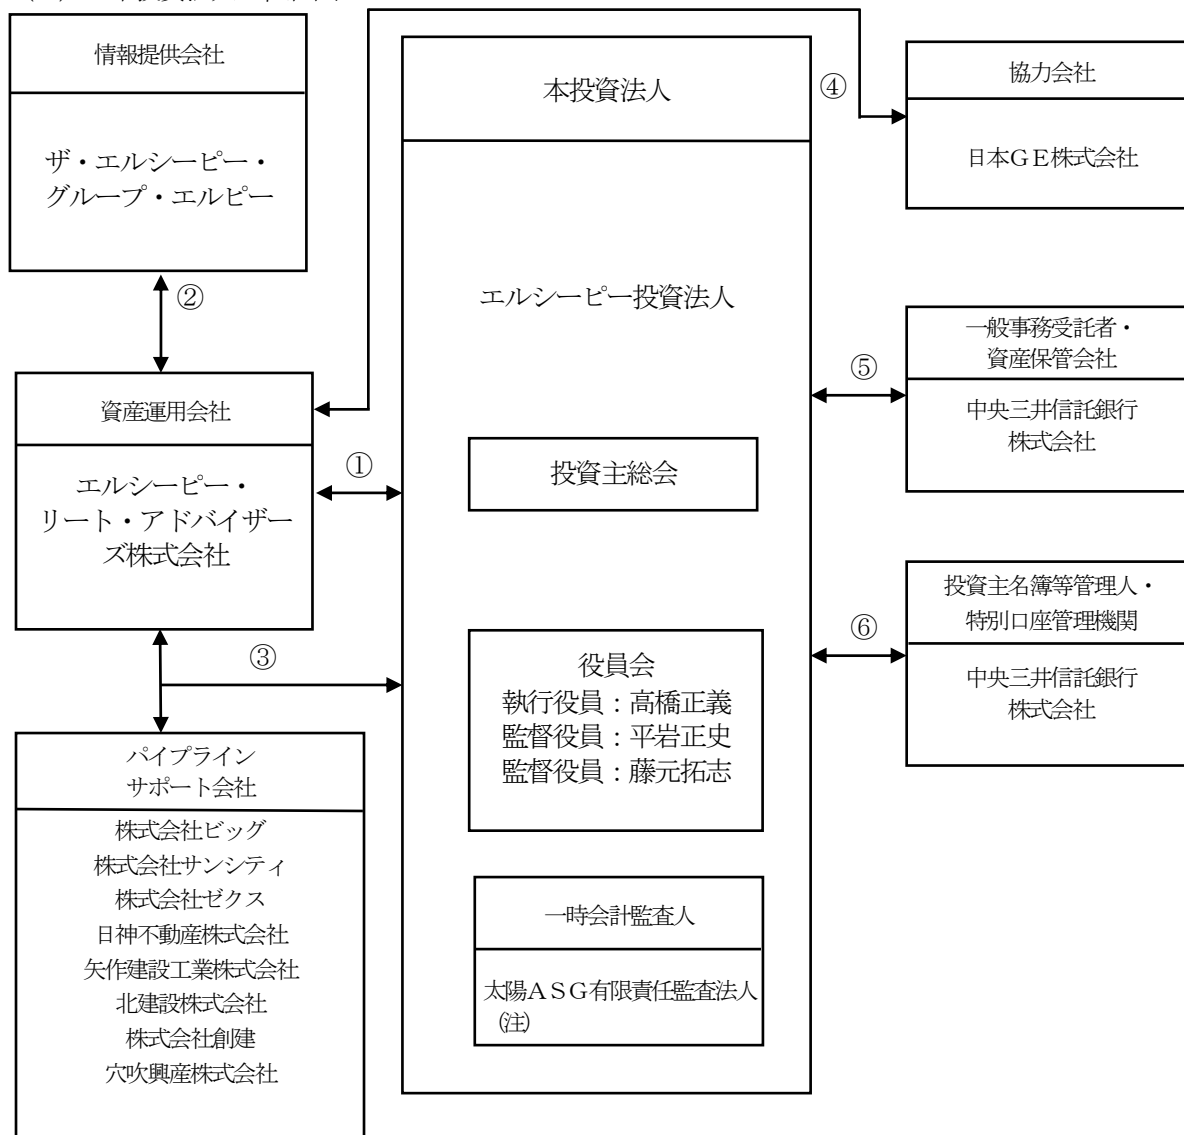 情報提供会社
ザ・エルシーピー・
グループ・エルピー
②
資産運用会社
エルシーピー・
リート・アドバイザー
ズ株式会社
①
③
パイプライン
サポート会社
株式会社ビッグ
株式会社サンシティ
株式会社ゼクス
日神不動産株式会社
矢作建設工業株式会社
北建設株式会社
株式会社創建
穴吹興産株式会社
本投資法人
エルシーピー投資法人
投資主総会
役員会
執行役員：高橋正義
監督役員：平岩正史
監督役員：藤元拓志
一時会計監査人
太陽ＡＳＧ有限責任監査法人
(注)
④
協力会社
日本ＧＥ株式会社
⑤
一般事務受託者・
資産保管会社
中央三井信託銀行
株式会社
⑥
投資主名簿等管理人・
特別口座管理機関
中央三井信託銀行
株式会社